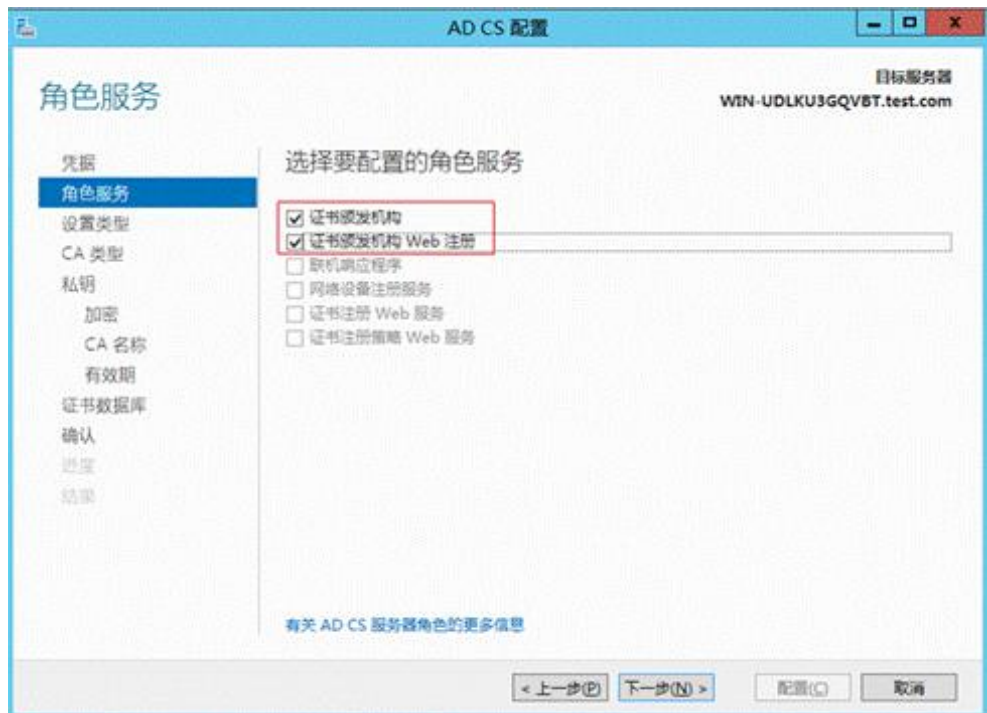 AD CS 配置
角色服务
目标服务器
WIN-UDLKU3GQVBT.test.com
凭据
角色服务
设置类型
CA 类型
私钥
加密
CA 名称
有效期
证书数据库
确认
进度
结果
选择要配置的角色服务
证书颁发机构
证书颁发机构 Web 注册
联机响应程序
网络设备注册服务
证书注册 Web 服务
证书注册策略 Web 服务
有关 AD CS 服务器角色的更多信息
< 上一步(P) 下一步(N) > 配置(C) 取消